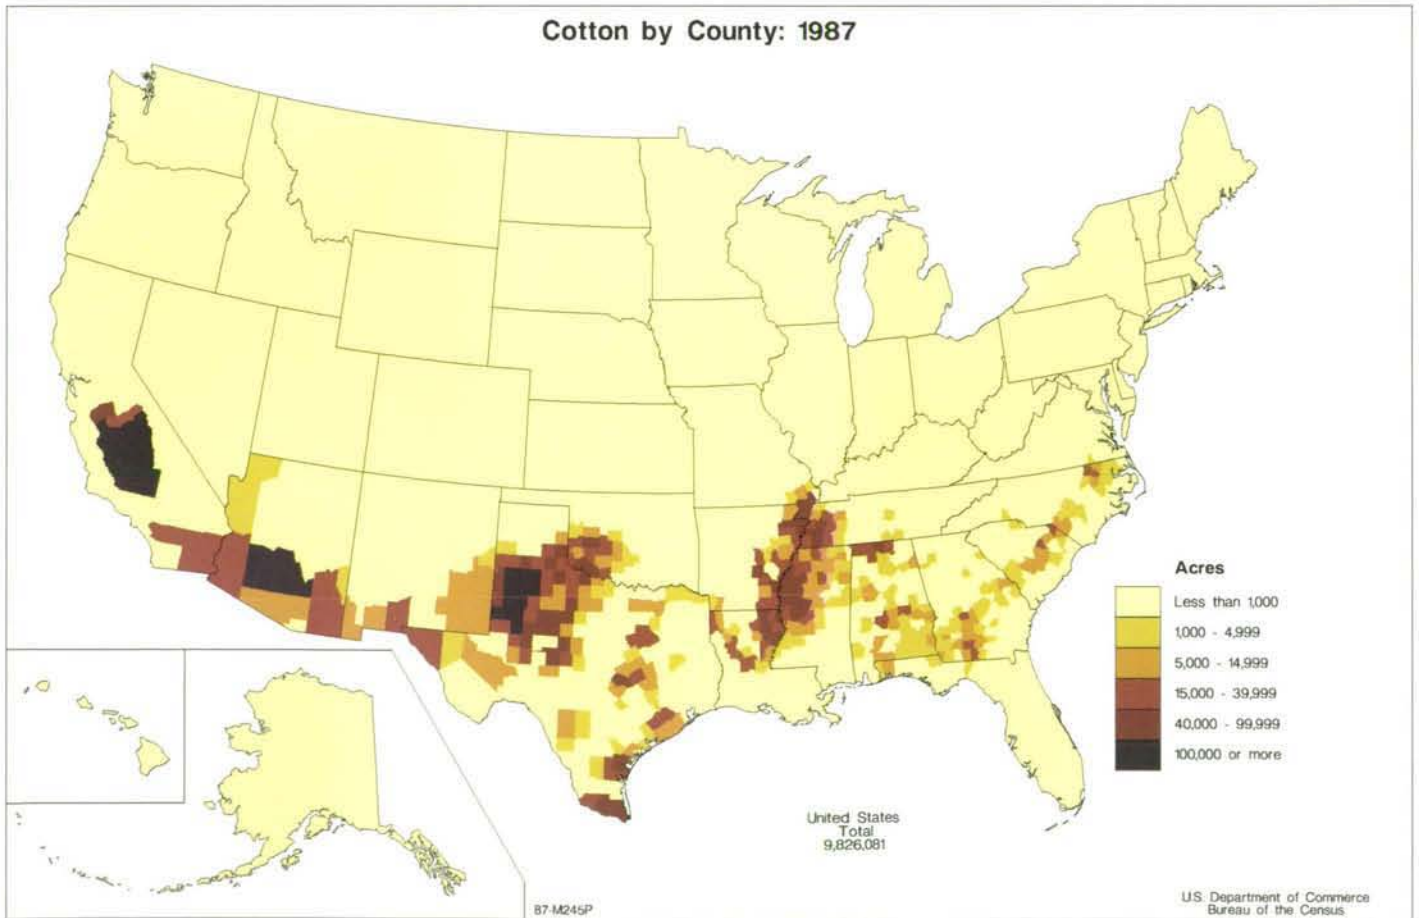 Cotton by County: 1987
Acres
Less than 1,000
1,000 - 4,999
5,000 - 14,999
15,000 - 39,999
40,000 - 99,999
100,000 or more
United States
Total
9,826,081
87-M245P
U.S. Department of Commerce
Bureau of the Census